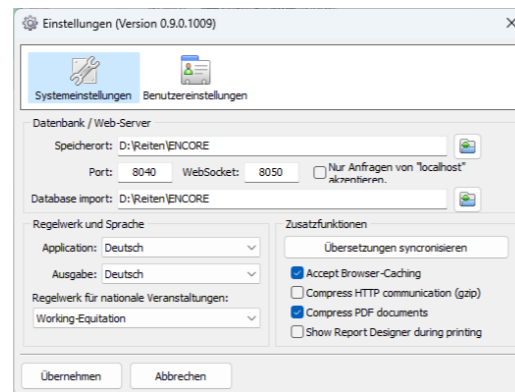 Einstellungen (Version 0.9.0.1009)
Systemeinstellungen Benutzereinstellungen
Datenbank / Web-Server
Speicherort: D:\Reiten\ENCORE
Port: 8040 WebSocket: 8050 Nur Anfragen von "localhost"
akzentieren.
Database import: D:\Reiten\ENCORE
Regelwerk und Sprache
Application: Deutsch
Ausgabe: Deutsch
Regelwerk für nationale Veranstaltungen:
Working-Equitation
Zusatzfunktionen
Übersetzungen syncronisieren
Accept Browser-Caching
Compress HTTP communication (gzip)
Compress PDF documents
Show Report Designer during printing
Übernehmen Abbrechen